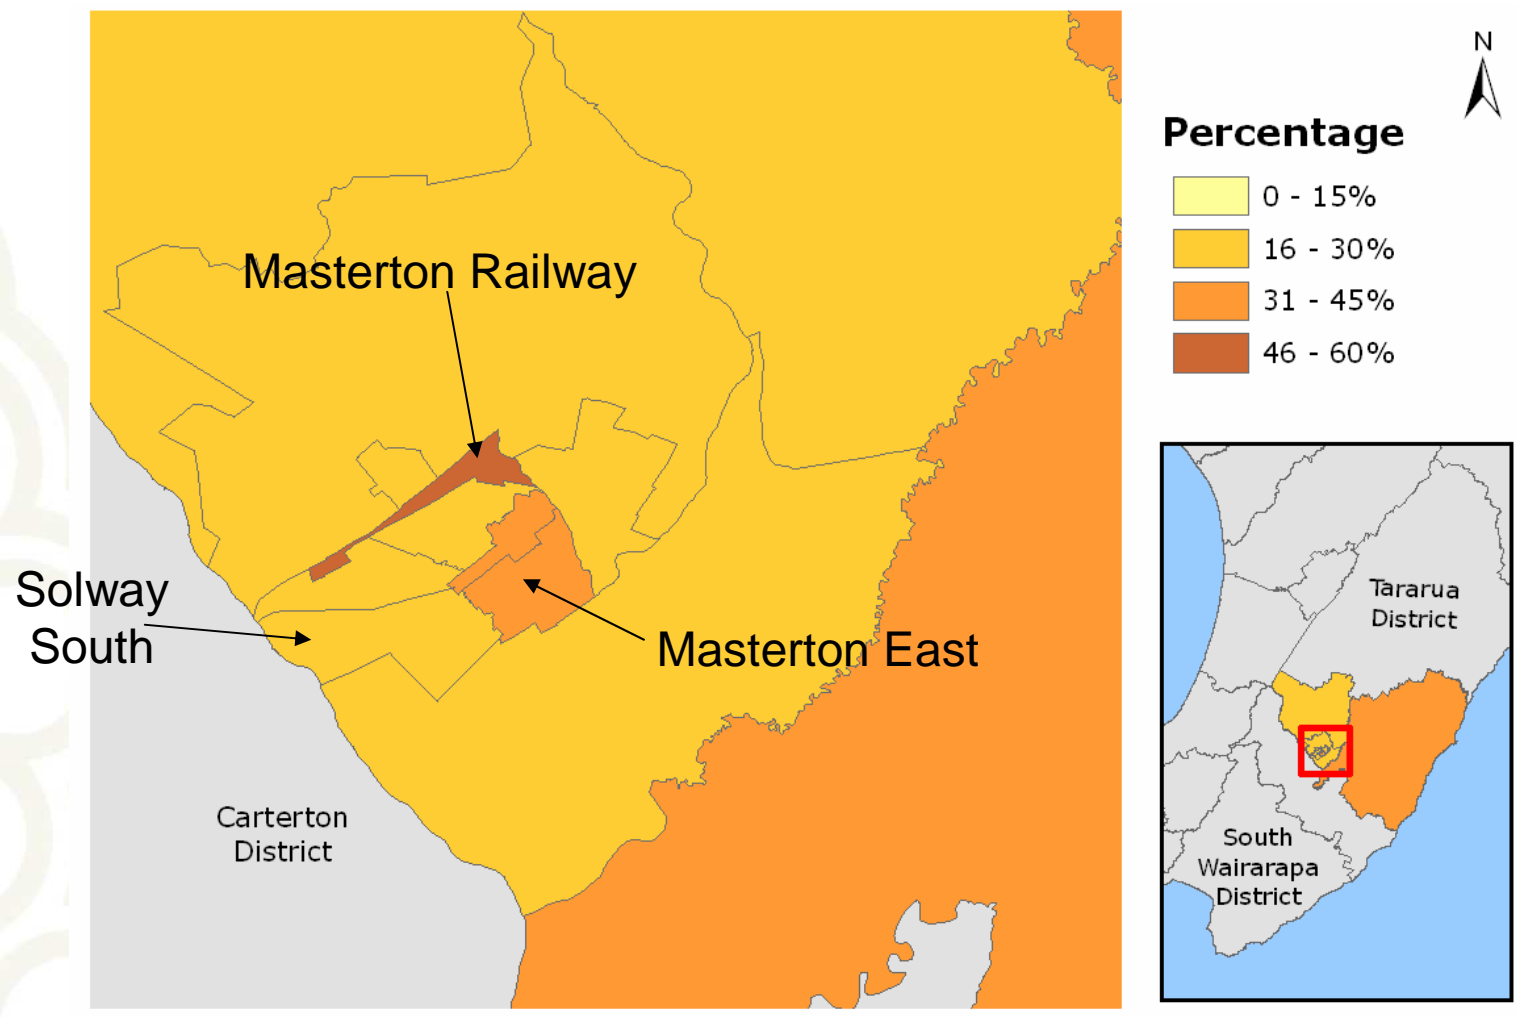 N
Percentage
0 - 15%
16 - 30%
31 - 45%
46 - 60%
Masterton Railway
Solway
South
Masterton East
Carterton
District
Tararua
District
South
Wairarapa
District